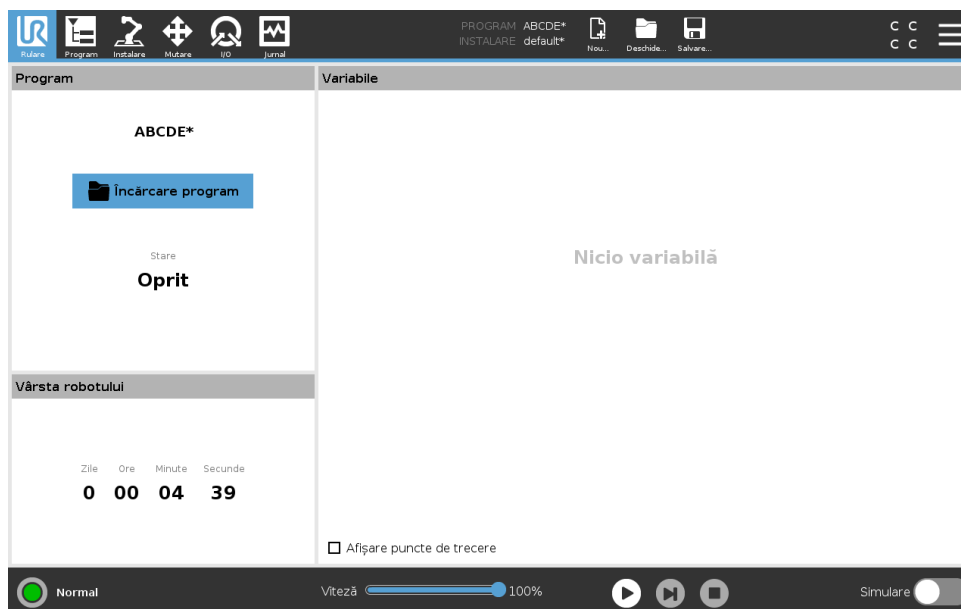 PROGRAM ABCDE*
INSTALARE default*
Rulare Program Instalare Mutare I/O Jurnal Nou... Deschide... Salvare...
C C
C C
Program
Variabile
ABCDE*
Încărcare program
Stare
Oprit
Nicio variabilă
Vârsta robotului
Zile Ore Minute Secunde
0 00 04 39
Afișare puncte de trecere
Normal
Viteză 100%
Simulare